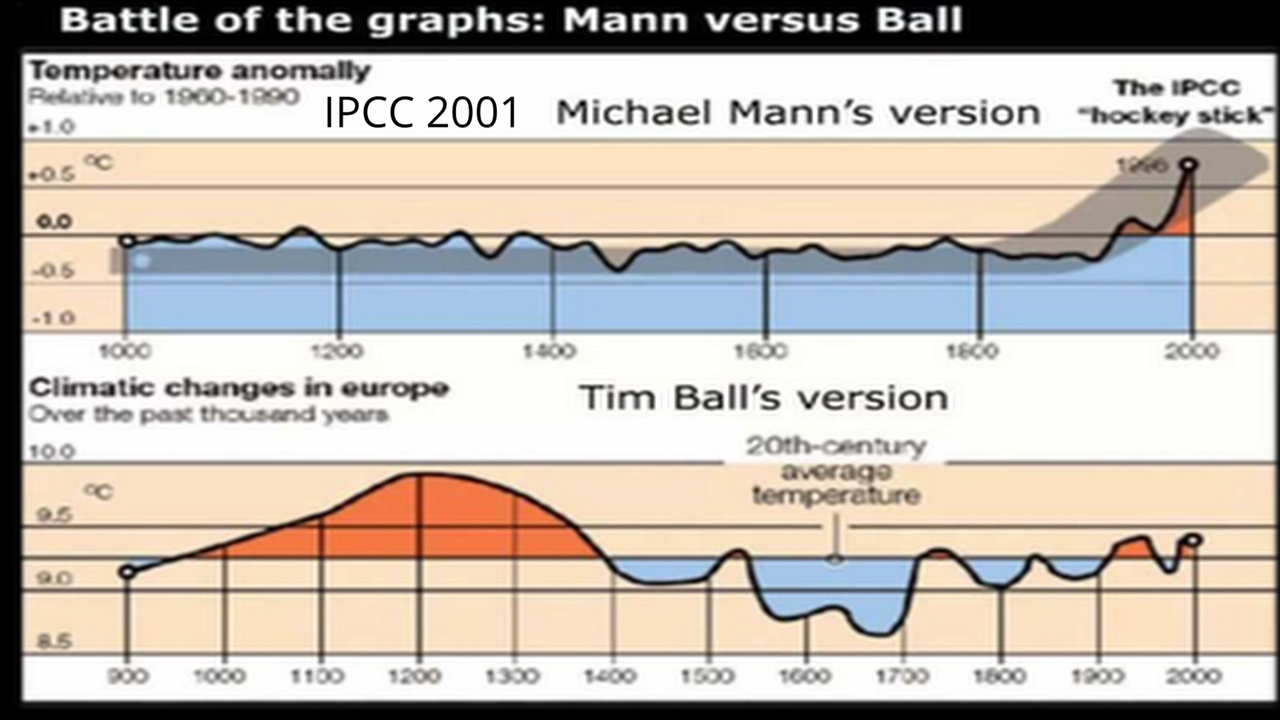 Battle of the graphs: Mann versus Ball
Temperature anomally
Relative to 1960-1990
IPCC 2001
Michael Mann's version
The IPCC
"hockey stick"
+1.0
°C
+0.5
0.0
-0.5
-1.0
1000 1200 1400 1600 1800 2000
Climatic changes in europe
Over the past thousand years
Tim Ball's version
10.0
°C
9.5
9.0
8.5
20th-century
average
temperature
900 1000 1100 1200 1300 1400 1500 1600 1700 1800 1900 2000